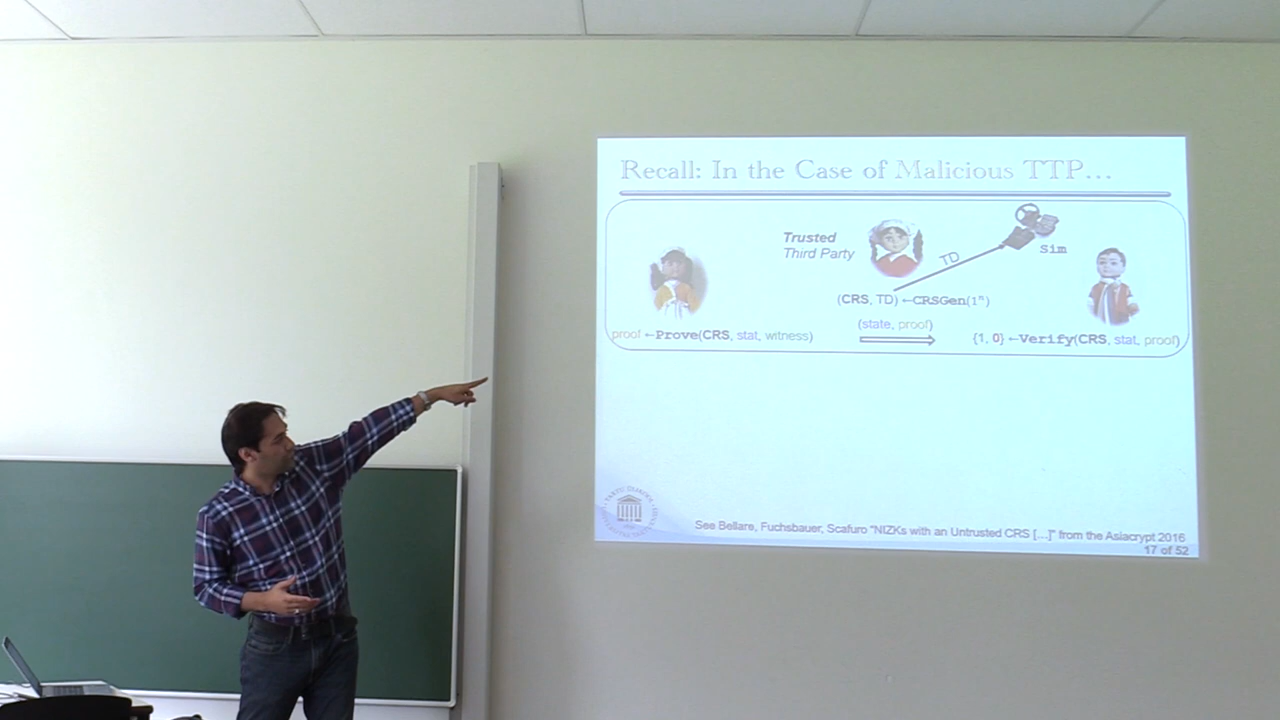 Recall: In the Case of Malicious TTP...
Trusted
Third Party
TD
Sim
(CRS, TD) ←CRSGen(1ⁿ)
(state, proof)
proof ←Prove(CRS, stat, witness)
{1, 0} ←Verify(CRS, stat, proof)
See Bellare, Fuchsbauer, Scafuro "NIZKs with an Untrusted CRS [...]" from the Asiacrypt 2016
17 of 52